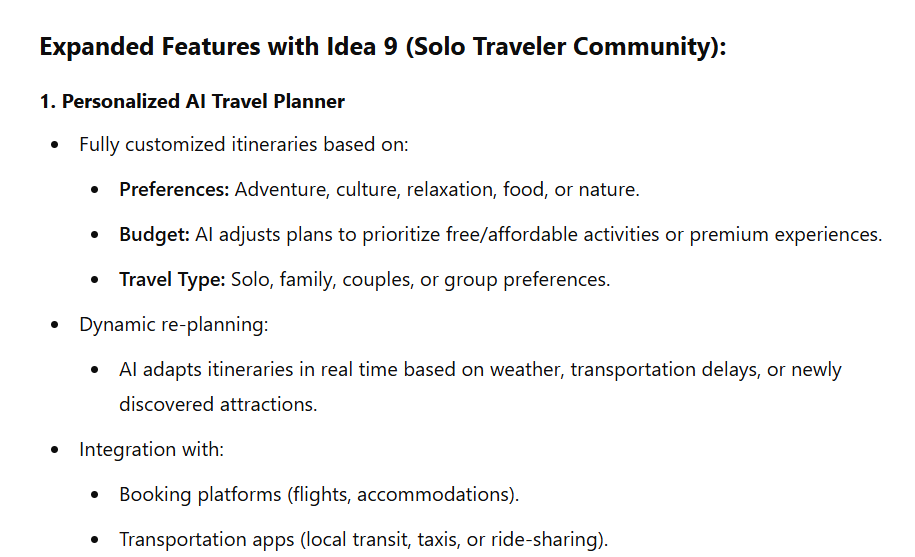 Expanded Features with Idea 9 (Solo Traveler Community):
1. Personalized AI Travel Planner
• Fully customized itineraries based on:
• Preferences: Adventure, culture, relaxation, food, or nature.
• Budget: AI adjusts plans to prioritize free/affordable activities or premium experiences.
• Travel Type: Solo, family, couples, or group preferences.
• Dynamic re-planning:
• AI adapts itineraries in real time based on weather, transportation delays, or newly
discovered attractions.
• Integration with:
• Booking platforms (flights, accommodations).
• Transportation apps (local transit, taxis, or ride-sharing).